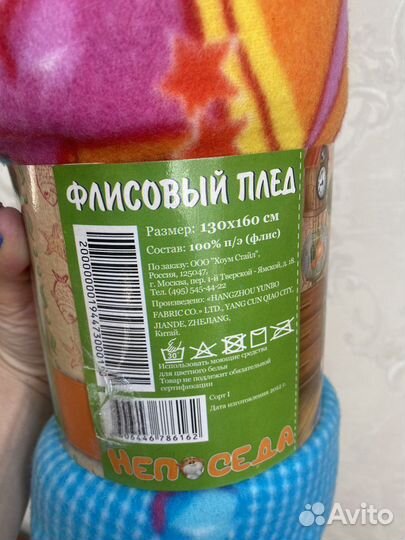 ФЛИСОВЫЙ ПЛЕД
Размер: 130х160 см
Состав: 100% п/э (флис)
По заказу: ООО "Хоум Стайл",
Россия, 125047,
г. Москва, пер. 1-й Тверской - Ямской, д. 18
Тел. (495) 545-44-22
Произведено: «HANGZHOU YUNBO
FABRIC CO.» LTD., YANG CUN QIAO CITY,
JIANDE, ZHEJIANG,
Китай.
30
Использовать моющие средства
для цветного белья
Товар не подлежит обязательной
сертификации
Сорт I
Дата изготовления 2012 г.
06446 786162
НЕПОСЕДА
Avito